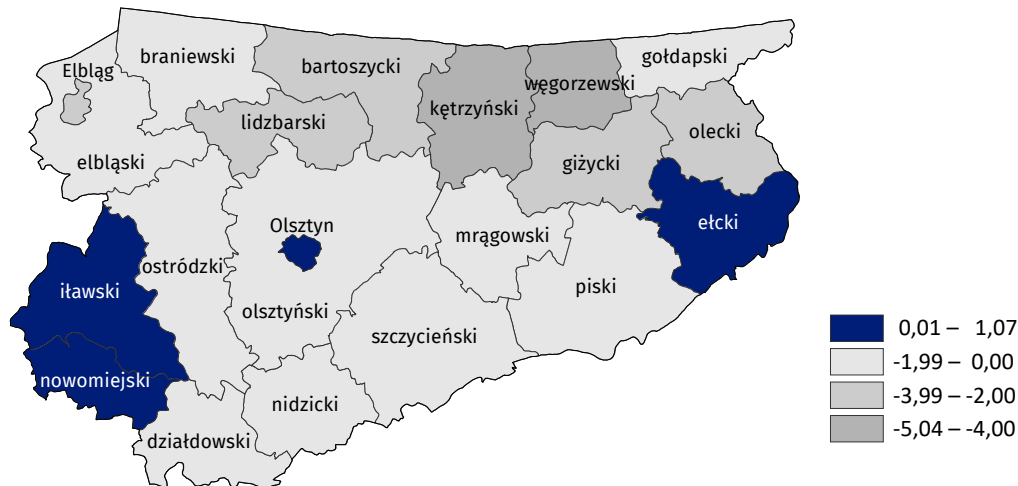 braniewski
gołdapski
Elbląg
bartoszycki
węgorzewski
kętrzyński
lidzbarski
olecki
elbląski
giżycki
Olsztyn
ełcki
mrągowski
ostródzki
iławski
piski
olsztyński
szczycieński
nowomiejski
nidzicki
działdowski
0,01 – 1,07
-1,99 – 0,00
-3,99 – -2,00
-5,04 – -4,00